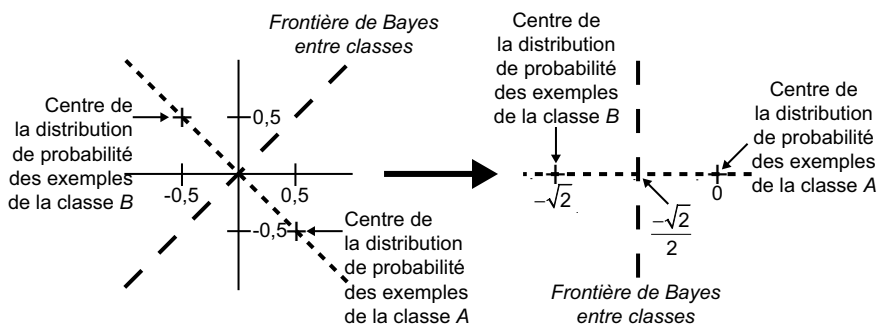 Frontière de Bayes
entre classes
Centre de
la distribution
de probabilité
des exemples
de la classe B
0,5
-0,5
0,5
-0,5
Centre de
la distribution
de probabilité
des exemples
de la classe A
Centre de
la distribution
de probabilité
des exemples
de la classe B
Centre de
la distribution
de probabilité
des exemples
de la classe A
−√2
0
−√2
2
Frontière de Bayes
entre classes